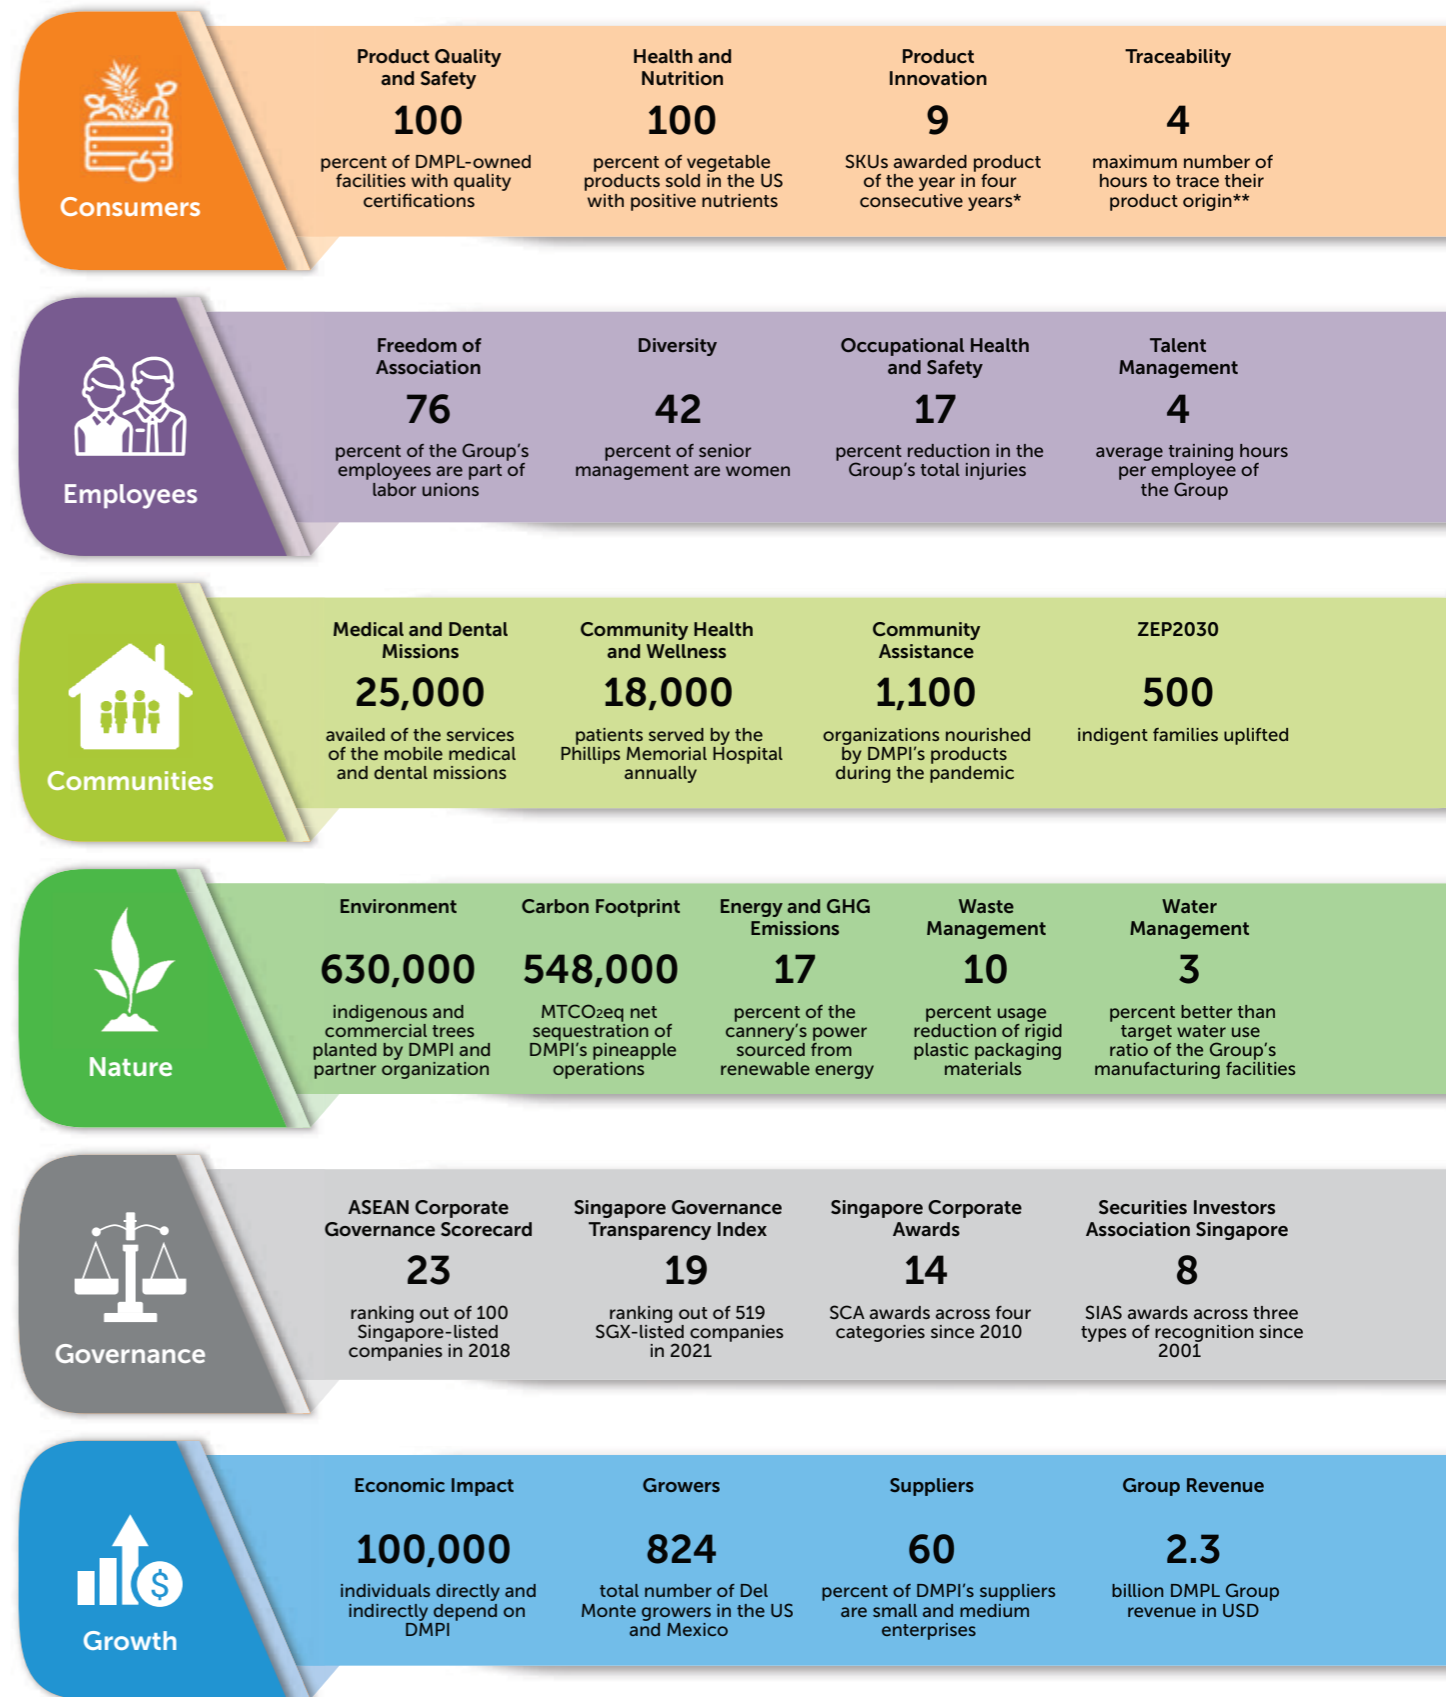 Consumers
Product Quality
and Safety
100
percent of DMPL-owned
facilities with quality
certifications
Health and
Nutrition
100
percent of vegetable
products sold in the US
with positive nutrients
Product
Innovation
9
SKUs awarded product
of the year in four
consecutive years*
Traceability
4
maximum number of
hours to trace their
product origin**
Employees
Freedom of
Association
76
percent of the Group's
employees are part of
labor unions
Diversity
42
percent of senior
management are women
Occupational Health
and Safety
17
percent reduction in the
Group's total injuries
Talent
Management
4
average training hours
per employee of
the Group
Communities
Medical and Dental
Missions
25,000
availed of the services
of the mobile medical
and dental missions
Community Health
and Wellness
18,000
patients served by the
Phillips Memorial Hospital
annually
Community
Assistance
1,100
organizations nourished
by DMPI's products
during the pandemic
ZEP2030
500
indigent families uplifted
Nature
Environment
630,000
indigenous and
commercial trees
planted by DMPI and
partner organization
Carbon Footprint
548,000
MTCO2eq net
sequestration of
DMPI's pineapple
operations
Energy and GHG
Emissions
17
percent of the
cannery's power
sourced from
renewable energy
Waste
Management
10
percent usage
reduction of rigid
plastic packaging
materials
Water
Management
3
percent better than
target water use
ratio of the Group's
manufacturing facilities
Governance
ASEAN Corporate
Governance Scorecard
23
ranking out of 100
Singapore-listed
companies in 2018
Singapore Governance
Transparency Index
19
ranking out of 519
SGX-listed companies
in 2021
Singapore Corporate
Awards
14
SCA awards across four
categories since 2010
Securities Investors
Association Singapore
8
SIAS awards across three
types of recognition since
2001
Growth
$
Economic Impact
100,000
individuals directly and
indirectly depend on
DMPI
Growers
824
total number of Del
Monte growers in the US
and Mexico
Suppliers
60
percent of DMPI's suppliers
are small and medium
enterprises
Group Revenue
2.3
billion DMPL Group
revenue in USD